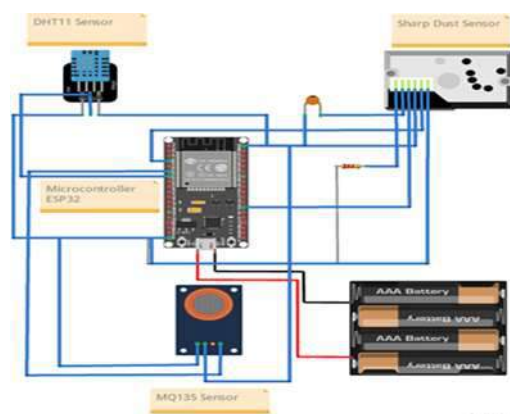 DHT11 Sensor
Sharp Dust Sensor
Microcontroller
ESP32
AAA Battery
AAA Battery
AAA Battery
AAA Battery
MQ135 Sensor